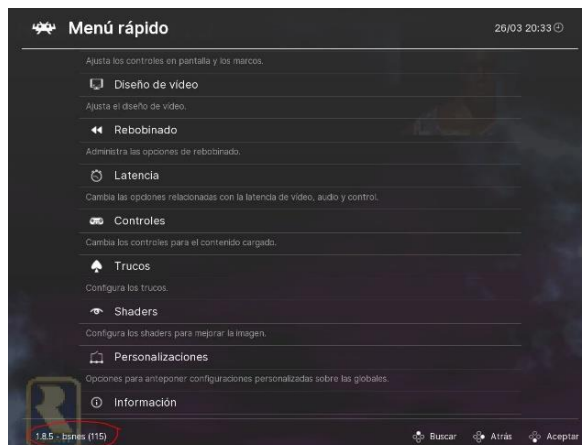 Menú rápido
26/03 20:33
Ajusta los controles en pantalla y los marcos.
Diseño de vídeo
Ajusta el diseño de vídeo.
Rebobinado
Administra las opciones de rebobinado.
Latencia
Cambia las opciones relacionadas con la latencia de vídeo, audio y control.
Controles
Cambia los controles para el contenido cargado.
Trucos
Configura los trucos.
Shaders
Configura los shaders para mejorar la imagen.
Personalizaciones
Opciones para anteponer configuraciones personalizadas sobre las globales.
Información
1.8.5 - bsnes (115)
Buscar Atrás Aceptar